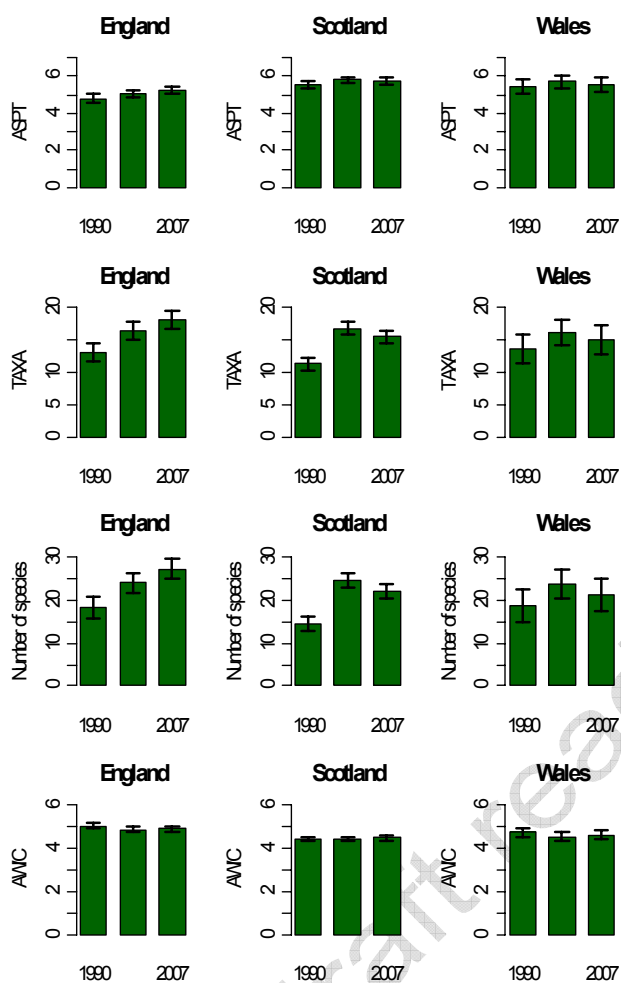 England Scotland Wales
ASPT ASPT ASPT
0 2 4 6 0 2 4 6 0 2 4 6
1990 2007 1990 2007 1990 2007
England Scotland Wales
TAXA TAXA TAXA
0 5 10 20 0 5 10 20 0 5 10 20
1990 2007 1990 2007 1990 2007
England Scotland Wales
Number of species Number of species Number of species
0 10 20 30 0 10 20 30 0 10 20 30
1990 2007 1990 2007 1990 2007
England Scotland Wales
AWIC AWIC AWIC
0 2 4 6 0 2 4 6 0 2 4 6
1990 2007 1990 2007 1990 2007
raft rea